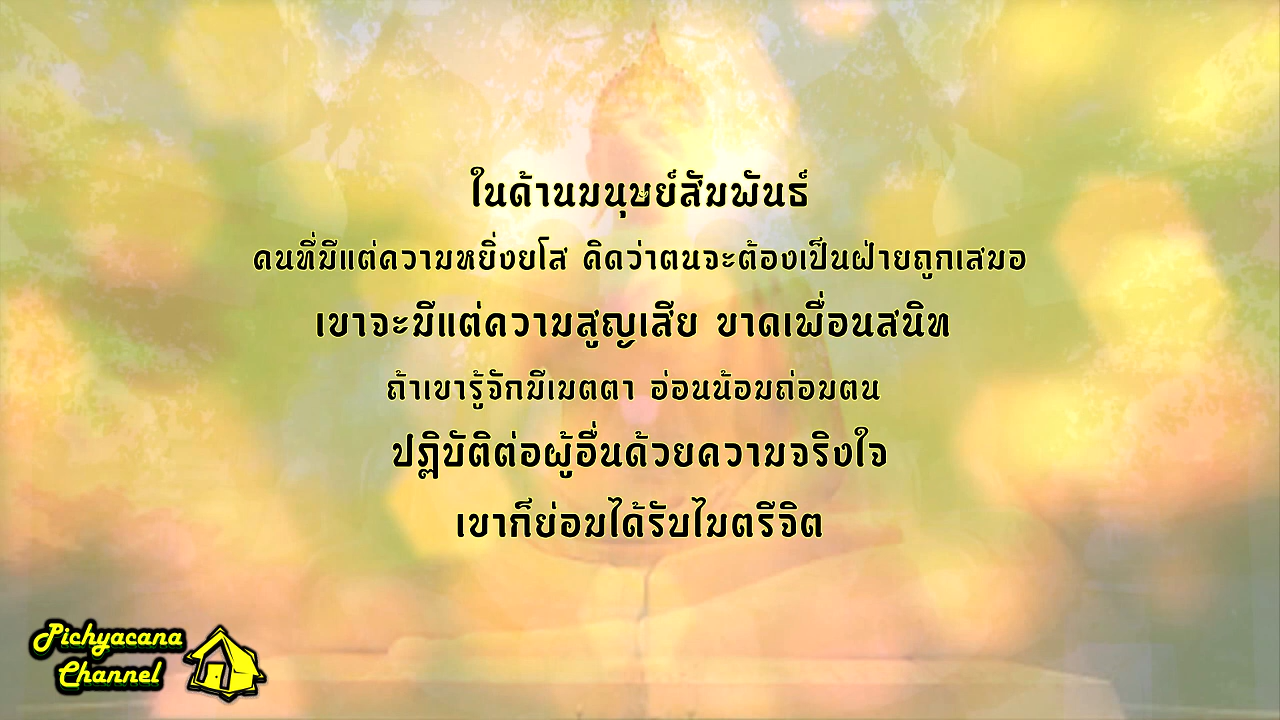 ในด้านมนุษย์สัมพันธ์
คนที่มีแต่ความหยิ่งยโส คิดว่าตนจะต้องเป็นฝ่ายถูกเสมอ
เขาจะมีแต่ความสูญเสีย ขาดเพื่อนสนิท
ถ้าเขารู้จักมีเมตตา อ่อนน้อมถ่อมตน
ปฏิบัติต่อผู้อื่นด้วยความจริงใจ
เขาก็ย่อมได้รับไมตรีจิต
Pichyacana
Channel